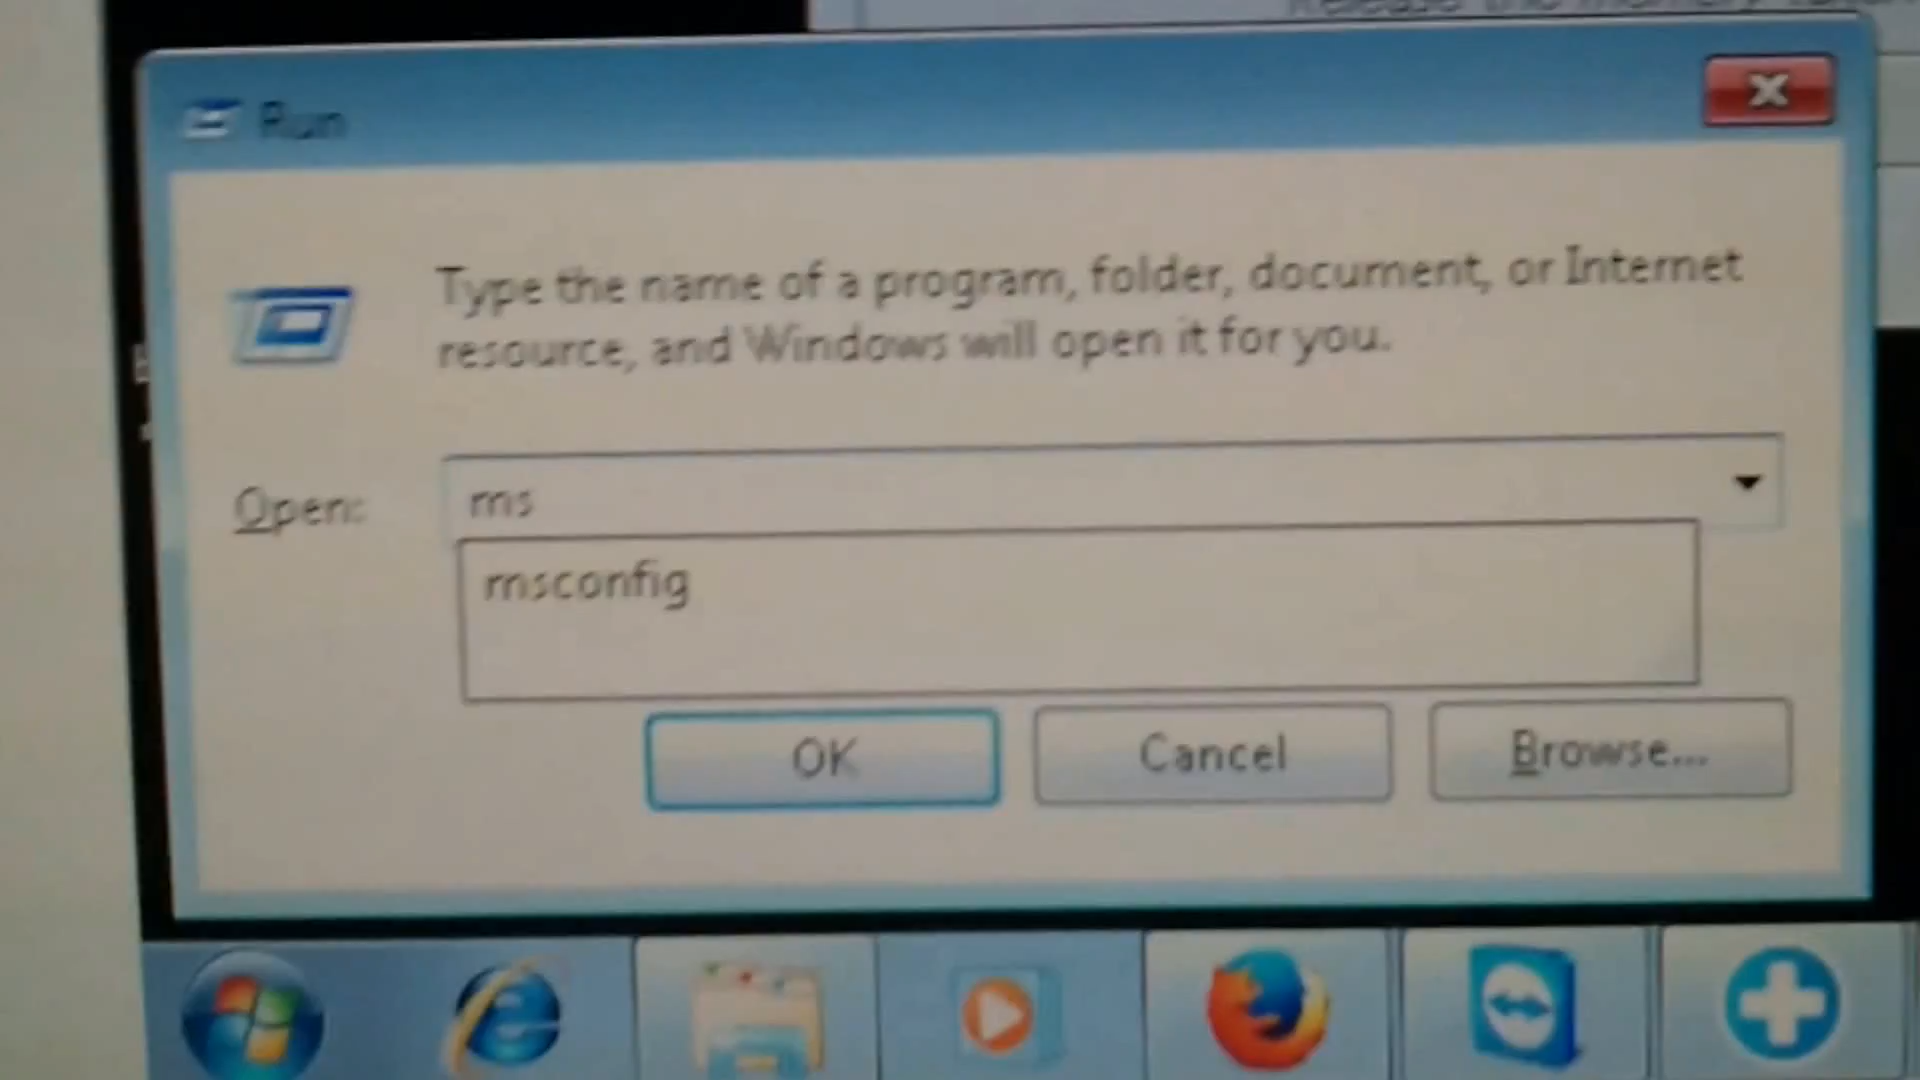 Run
Type the name of a program, folder, document, or Internet
resource, and Windows will open it for you.
Open:
ms
msconfig
OK
Cancel
Browse...